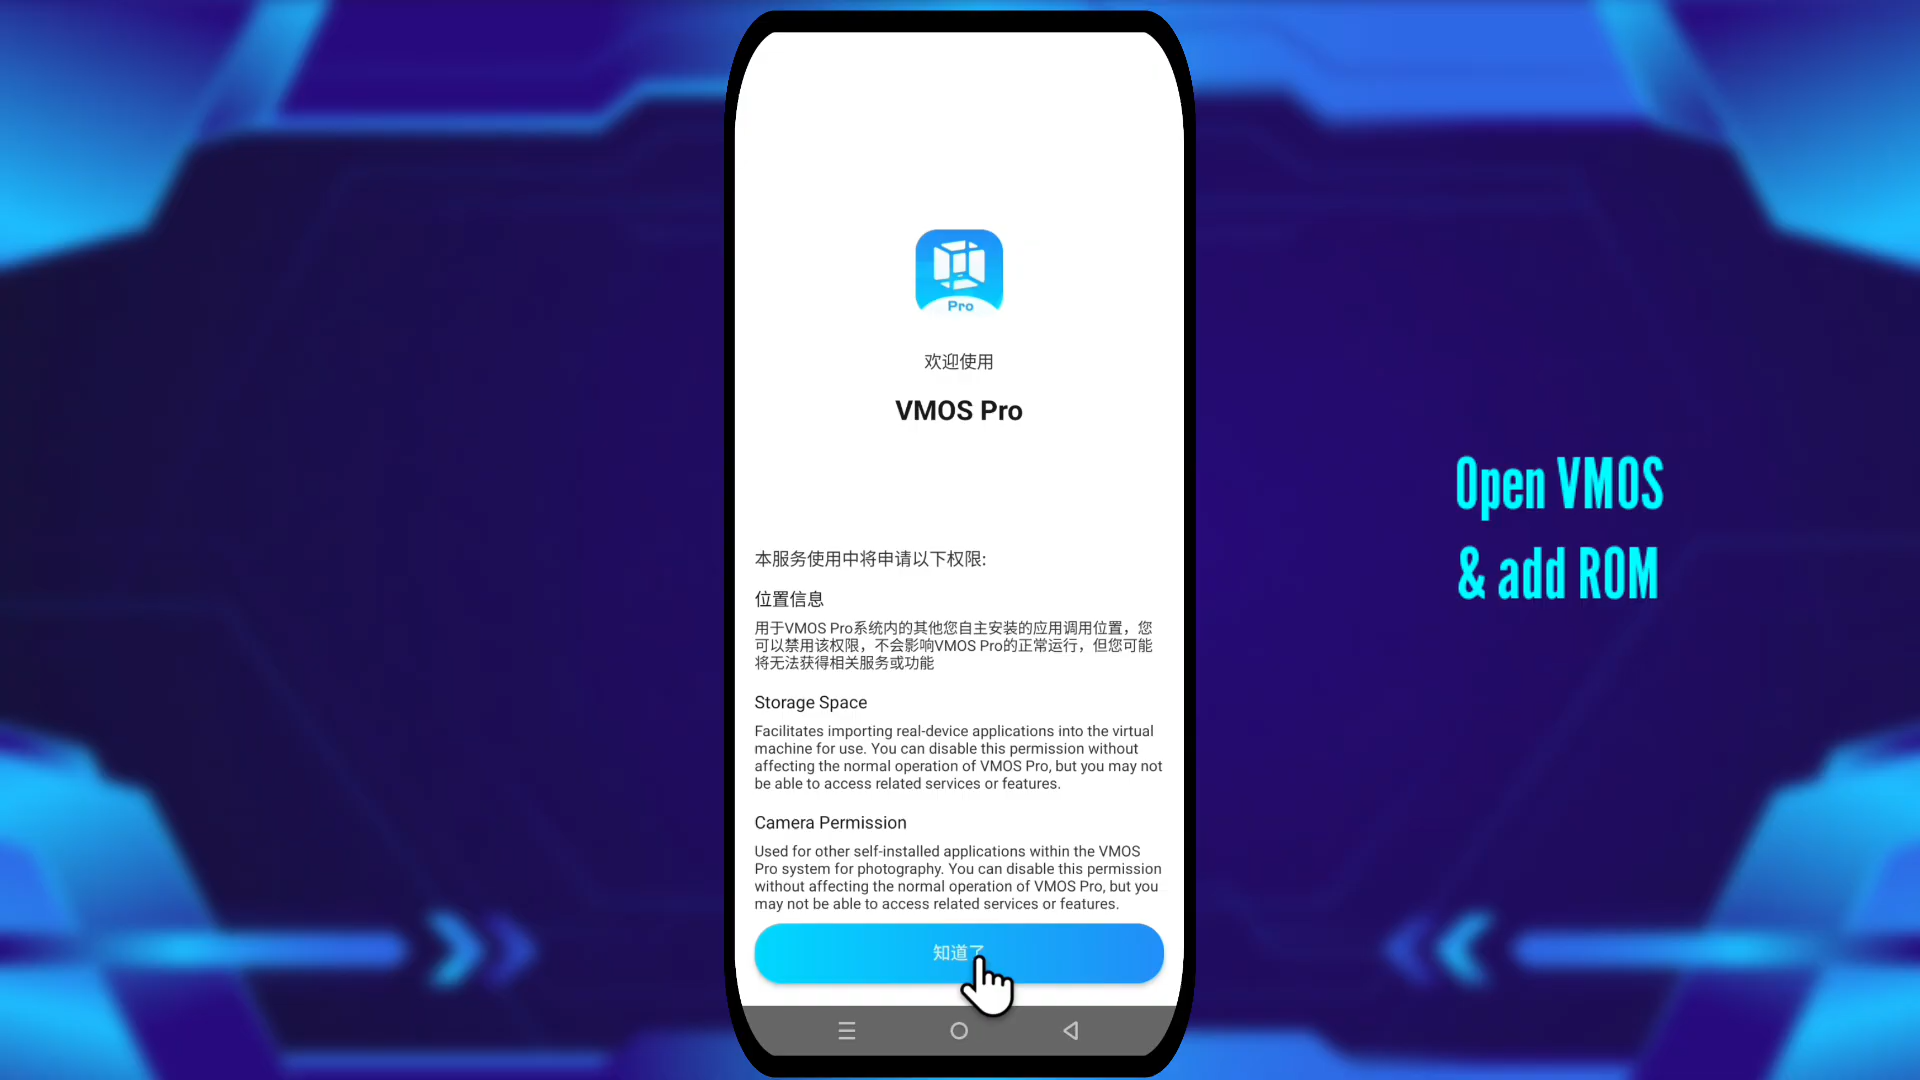 Pro
欢迎使用
VMOS Pro
本服务使用中将申请以下权限:
位置信息
用于VMOS Pro系统内的其他您自主安装的应用调用位置，您
可以禁用该权限，不会影响VMOS Pro的正常运行，但您可能
将无法获得相关服务或功能
Storage Space
Facilitates importing real-device applications into the virtual
machine for use. You can disable this permission without
affecting the normal operation of VMOS Pro, but you may not
be able to access related services or features.
Camera Permission
Used for other self-installed applications within the VMOS
Pro system for photography. You can disable this permission
without affecting the normal operation of VMOS Pro, but you
may not be able to access related services or features.
知道了
Open VMOS
& add ROM